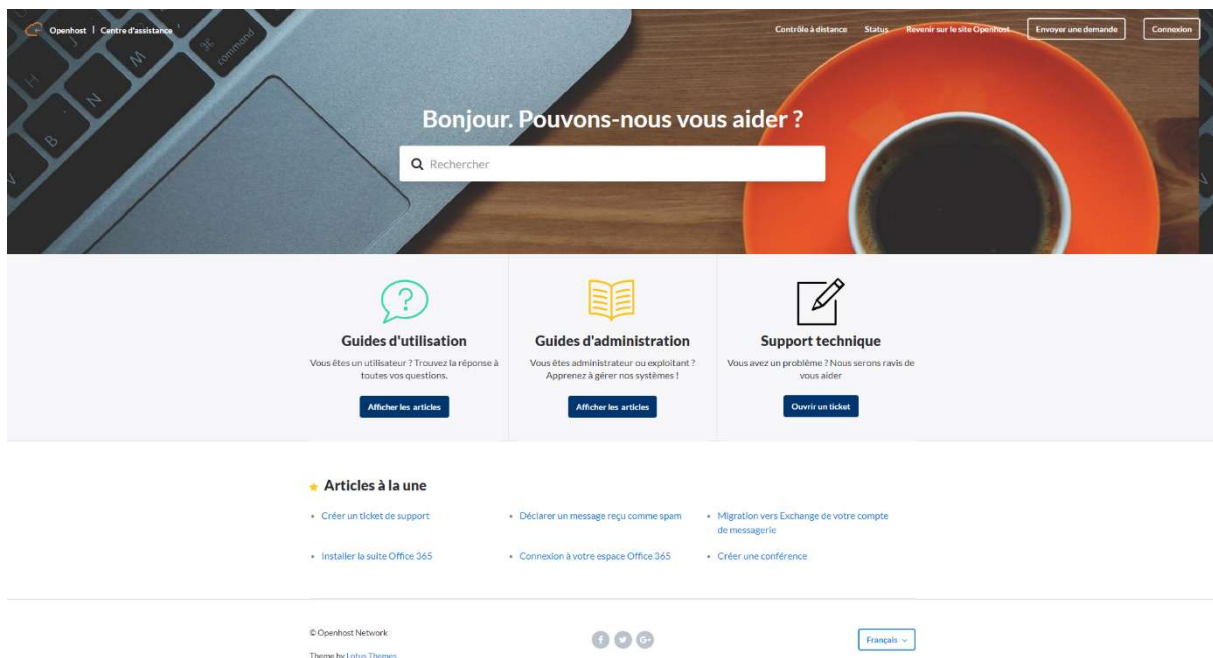 Openhost | Centre d'assistance
Contrôle à distance Status Revenir sur le site Openhost Envoyer une demande Connexion
⌘ command
H
N
M
B
Bonjour. Pouvons-nous vous aider ?
Rechercher
Guides d'utilisation
Vous êtes un utilisateur ? Trouvez la réponse à
toutes vos questions.
Afficher les articles
Guides d'administration
Vous êtes administrateur ou exploitant ?
Apprenez à gérer nos systèmes !
Afficher les articles
Support technique
Vous avez un problème ? Nous serons ravis de
vous aider
Ouvrir un ticket
Articles à la une
• Créer un ticket de support
• Déclarer un message reçu comme spam
• Migration vers Exchange de votre compte
de messagerie
• Installer la suite Office 365
• Connexion à votre espace Office 365
• Créer une conférence
© Openhost Network
Theme by Lotus Themes
Français